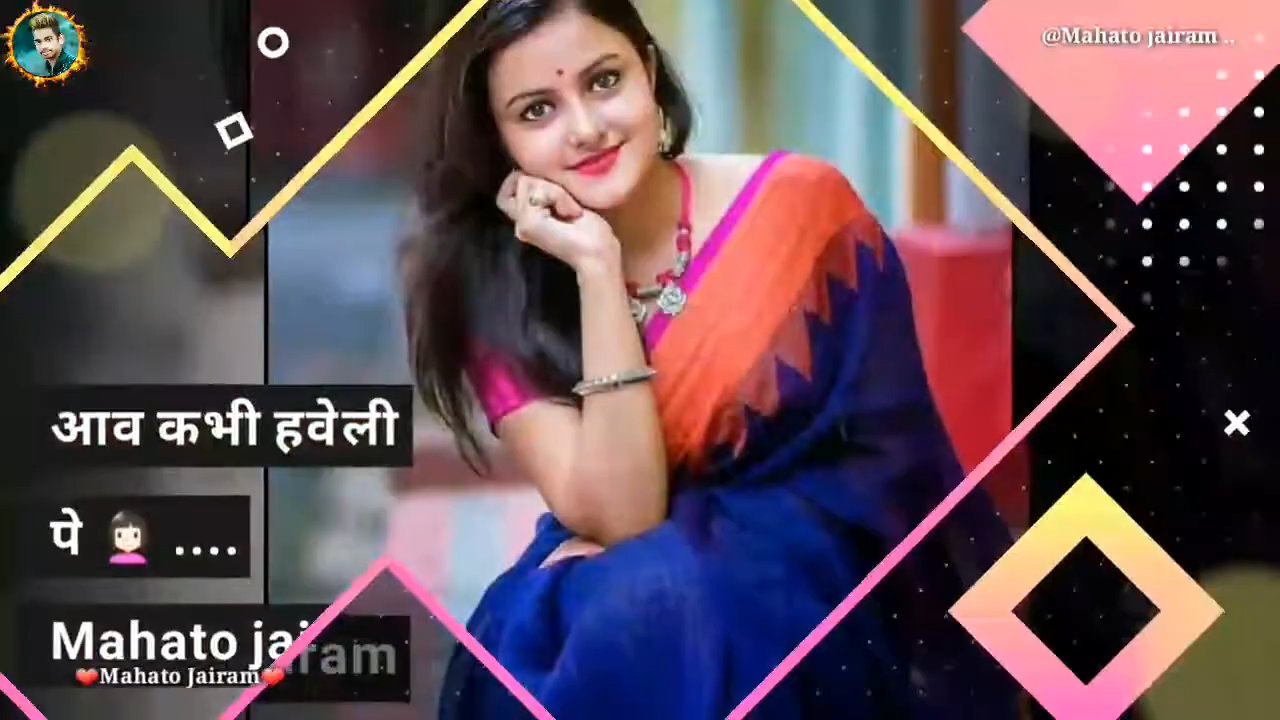 @Mahato jairam ..
आव कभी हवेली
पे 👩🏻 ....
Mahato jairam
❤Mahato Jairam❤